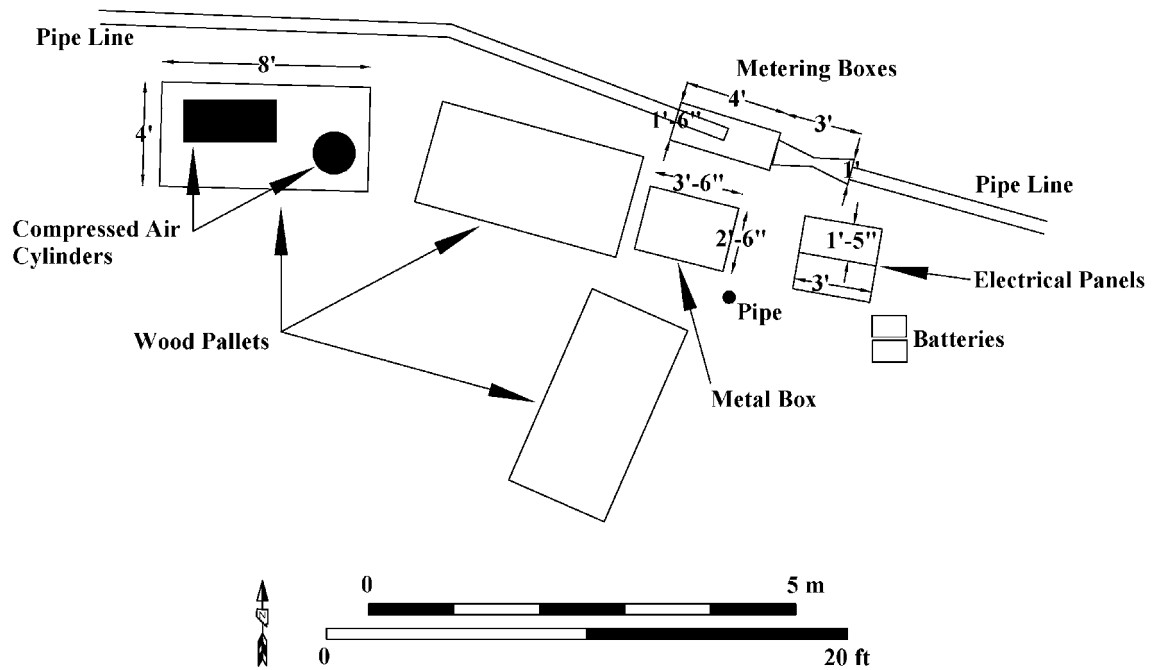 Pipe Line
8'
4'
Compressed Air
Cylinders
Wood Pallets
Metering Boxes
4'
3'
1'-6"
1'
3'-6"
2'-6"
Pipe Line
1'-5"
3'
Electrical Panels
Pipe
Batteries
Metal Box
N
0
5 m
0
20 ft